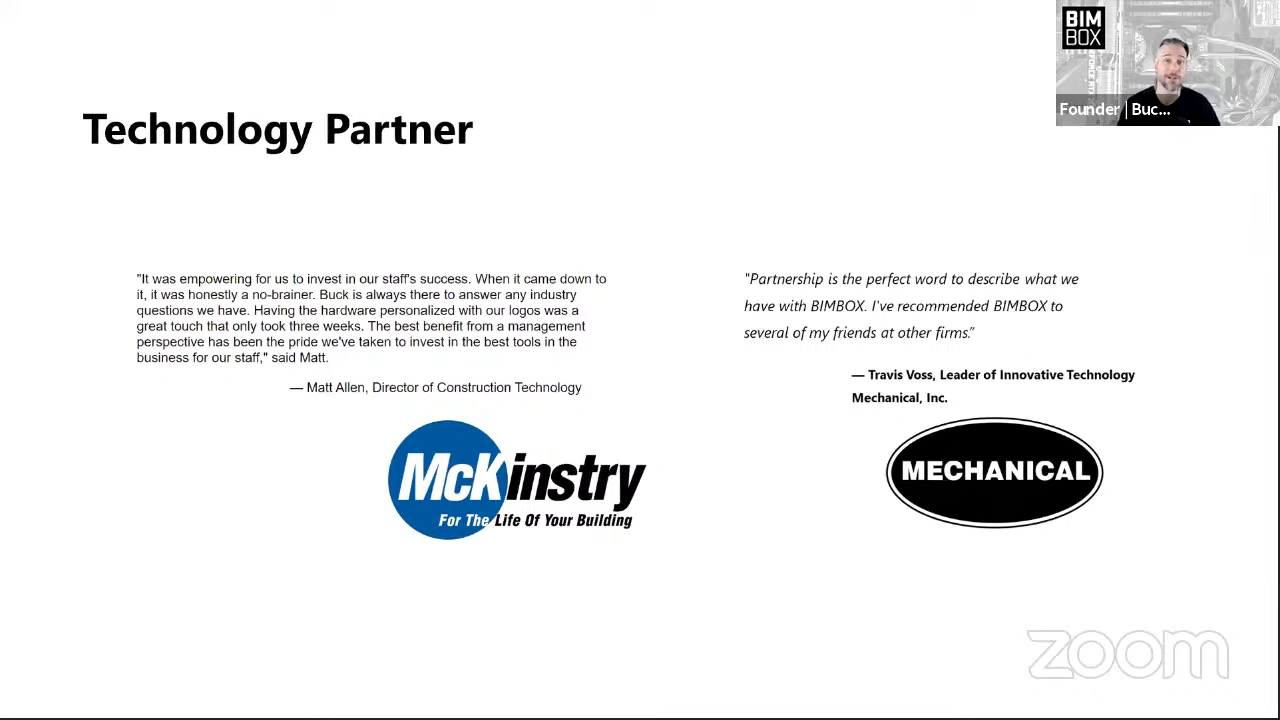 BIM
BOX
Founder | Buc...
Technology Partner
"It was empowering for us to invest in our staff's success. When it came down to
it, it was honestly a no-brainer. Buck is always there to answer any industry
questions we have. Having the hardware personalized with our logos was a
great touch that only took three weeks. The best benefit from a management
perspective has been the pride we've taken to invest in the best tools in the
business for our staff," said Matt.
— Matt Allen, Director of Construction Technology
McKinstry
For The Life Of Your Building
"Partnership is the perfect word to describe what we
have with BIMBOX. I've recommended BIMBOX to
several of my friends at other firms."
— Travis Voss, Leader of Innovative Technology
Mechanical, Inc.
MECHANICAL
zoom